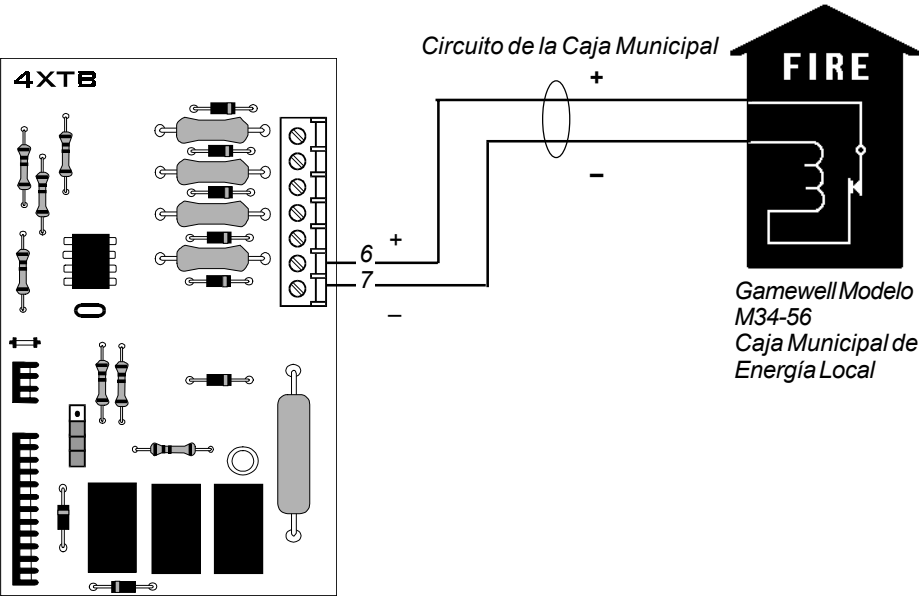 Circuito de la Caja Municipal
+
FIRE
4XTB
–
6 +
7
–
Gamewell Modelo
M34-56
Caja Municipal de
Energía Local